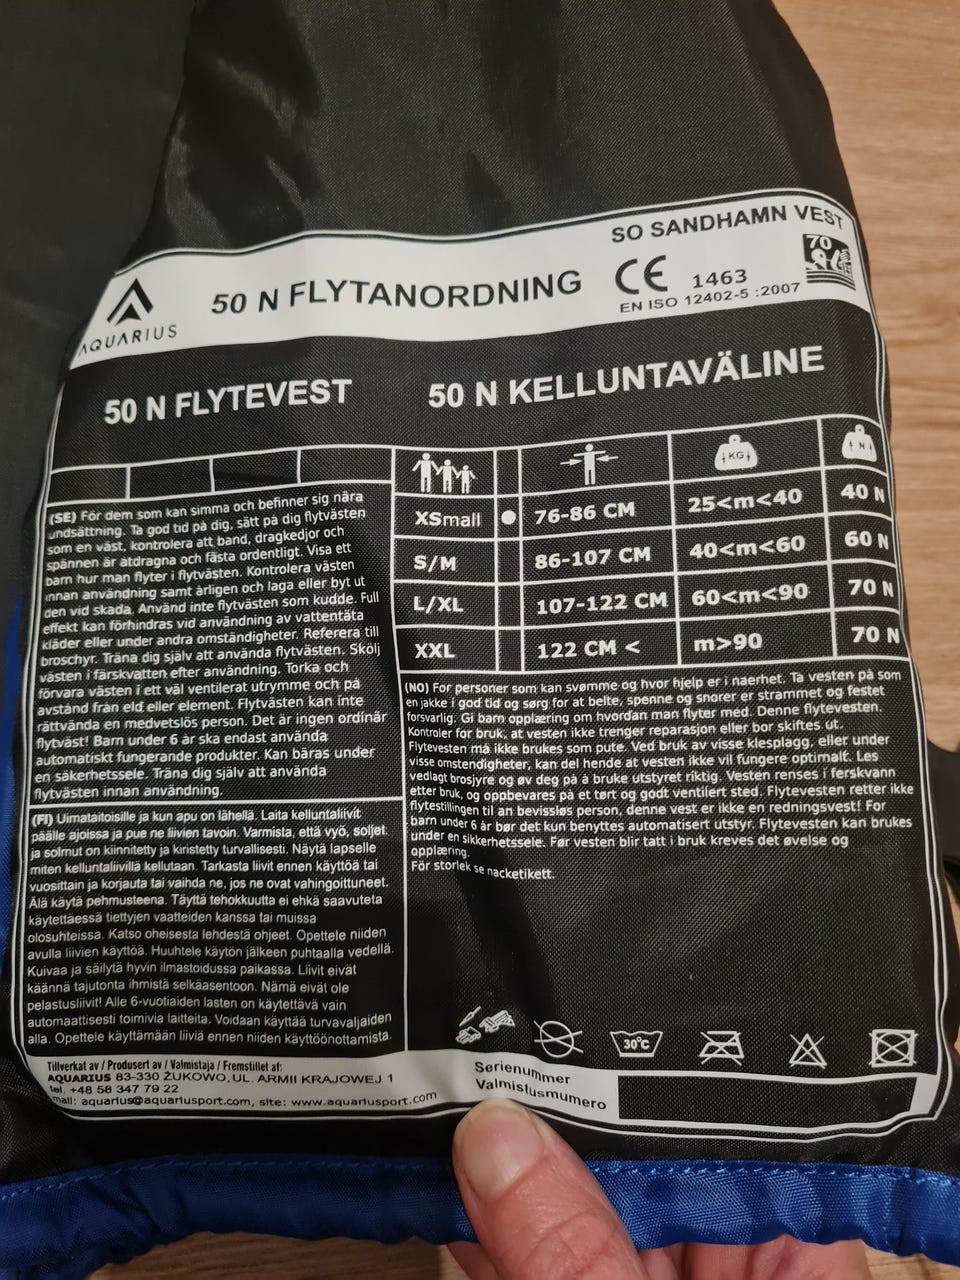 SO SANDHAMN VEST
70
AQUARIUS
50 N FLYTANORDNING
CE 1463
EN ISO 12402-5 :2007
50 N FLYTEVEST
50 N KELLUNTAVÄLINE
KG
N
XSmall 76-86 CM 25<m<40 40 N
S/M 86-107 CM 40<m<60 60 N
L/XL 107-122 CM 60<m<90 70 N
XXL 122 CM < m>90 70 N
(SE) För dem som kan simma och befinner sig nära
undsättning. Ta god tid på dig, sätt på dig flytvästen
som en väst, kontrolera att band, dragkedjor och
spännen är atdragna och fästa ordentligt. Visa ett
barn hur man flyter i flytvästen. Kontrolera västen
innan användning samt årligen och laga eller byt ut
den vid skada. Använd inte flytvästen som kudde. Full
effekt kan förhindras vid användning av vattentäta
kläder eller under andra omständigheter. Referera till
broschyr. Träna dig själv att använda flytvästen. Skölj
västen i färskvatten efter användning. Torka och
förvara västen i ett väl ventilerat utrymme och på
avstånd från eld eller element. Flytvästen kan inte
rättvända en medvetslös person. Det är ingen ordinär
flytväst! Barn under 6 år ska endast använda
automatiskt fungerande produkter. Kan bäras under
en säkerhetssele. Träna dig själv att använda
flytvästen innan användning.
(NO) For personer som kan svømme og hvor hjelp er i naerhet. Ta vesten på som
en jakke i god tid og sørg for at belte, spenne og snorer er strammet og festet
forsvarlig. Gi barn opplæring om hvordan man flyter med. Denne flytevesten.
Kontroler for bruk, at vesten ikke trenger reparasjon eller bor skiftes ut.
Flytevesten må ikke brukes som pute. Ved bruk av visse klesplagg, eller under
visse omstendigheter, kan del hende at vesten ikke vil fungere optimalt. Les
vedlagt brosjyre og øv deg på å bruke utstyret riktig. Vesten renses i ferskvann
etter bruk, og oppbevares på et tørt og godt ventilert sted. Flytevesten retter ikke
flytestillingen til an bevissløs person, denne vest er ikke en redningsvest! For
barn under 6 år bør det kun benyttes automatisert utstyr. Flytevesten kan brukes
under en sikkerhetssele. Før vesten blir tatt i bruk kreves det øvelse og
opplæring.
För storlek se nacketikett.
(FI) Uimataitoisille ja kun apu on lähellä. Laita kelluntaliivit
päälle ajoissa ja pue ne liivien tavoin. Varmista, että vyö, soljet
ja solmut on kiinnitetty ja kiristetty turvallisesti. Näytä lapselle
miten kelluntaliivillä kellutaan. Tarkasta liivit ennen käyttöä tai
vuosittain ja korjauta tai vaihda ne, jos ne ovat vahingoittuneet.
Älä käytä pehmusteena. Täyttä tehokkuutta ei ehkä saavuteta
käytettäessä tiettyjen vaatteiden kanssa tai muissa
olosuhteissa. Katso oheisesta lehdestä ohjeet. Opettele niiden
avulla liivien käyttöä. Huuhtele käytön jälkeen puhtaalla vedellä.
Kuivaa ja säilytä hyvin ilmastoidussa paikassa. Liivit eivät
käännä tajutonta ihmistä selkäasentoon. Nämä eivät ole
pelastusliivit! Alle 6-vuotiaiden lasten on käytettävä vain
automaattisesti toimivia laitteita. Voidaan käyttää turvavaljaiden
alla. Opettele käyttämään liiviä ennen niiden käyttöönottamista.
30°C
Tillverkat av / Produsert av / Valmistaja / Fremstillet af:
AQUARIUS 83-330 ŻUKOWO, UL. ARMII KRAJOWEJ 1
tel. +48 58 347 79 22
mail: aquarius@aquariusport.com, site: www.aquariusport.com
Serienummer
Valmistusmumero